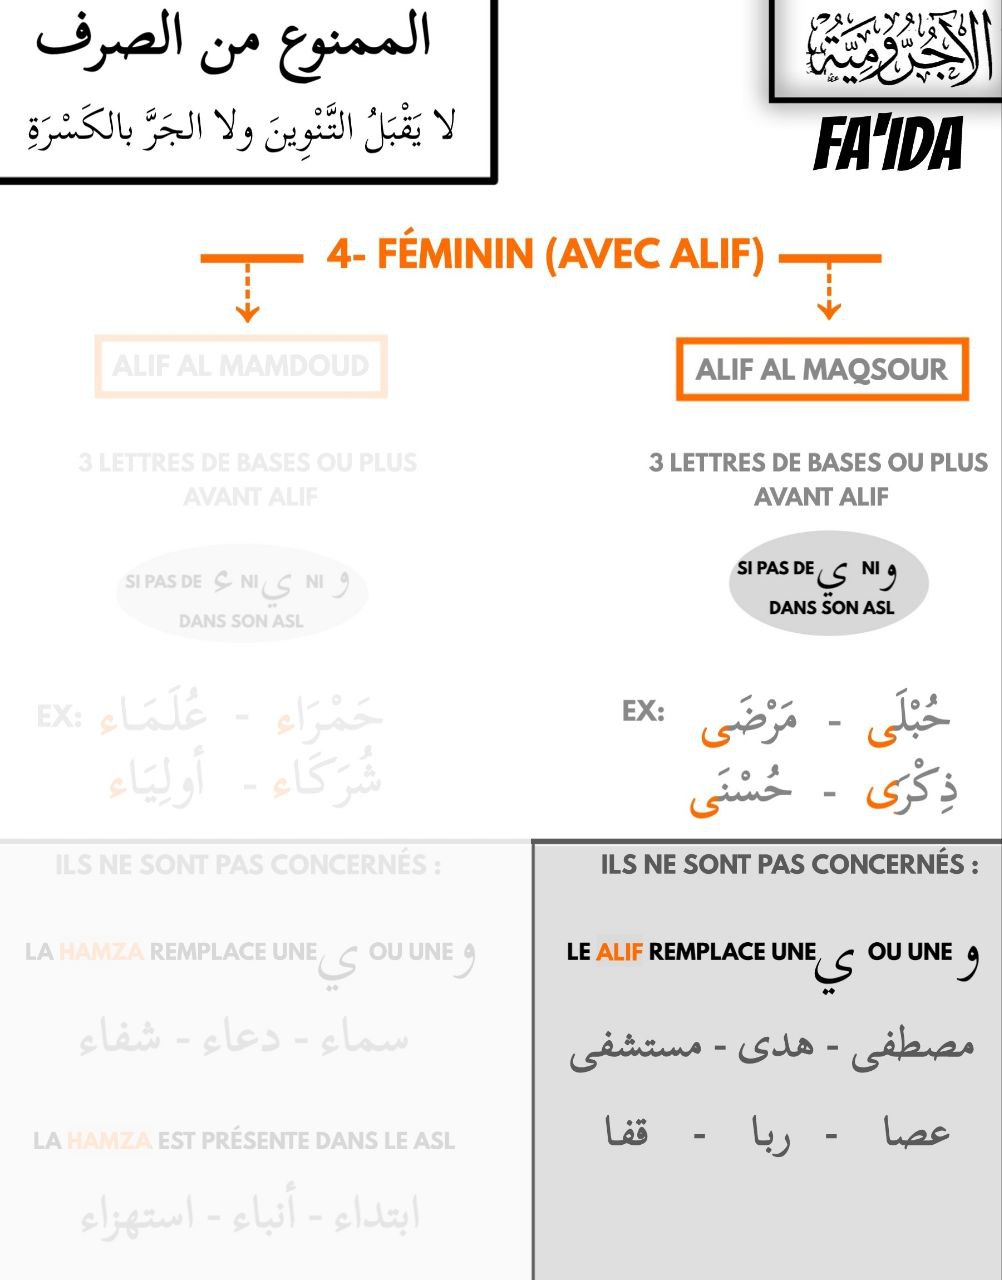 الممنوع من الصرف
لا يَقْبَلُ التَّنْوِينَ ولا الجَرَّ بالكَسْرَةِ
الآجُرُّومِيَّة
FA'IDA
4- FÉMININ (AVEC ALIF)
ALIF AL MAQSOUR
3 LETTRES DE BASES OU PLUS
AVANT ALIF
SI PAS DE ي NI و
DANS SON ASL
EX: حُبْلَى - مَرْضَى
ذِكْرَى - حُسْنَى
ILS NE SONT PAS CONCERNÉS :
LE ALIF REMPLACE UNE ي OU UNE و
مصطفى - هدى - مستشفى
عصا - ربا - قفا
ALIF AL MAMDOUD
3 LETTRES DE BASES OU PLUS
AVANT ALIF
SI PAS DE ء NI ي NI و
DANS SON ASL
EX: حَمْرَاء - عُلَمَاء
شُرَكَاء - أولِيَاء
ILS NE SONT PAS CONCERNÉS :
LA HAMZA REMPLACE UNE ي OU UNE و
سماء - دعاء - شفاء
LA HAMZA EST PRÉSENTE DANS LE ASL
ابتداء - أنباء - استهزاء